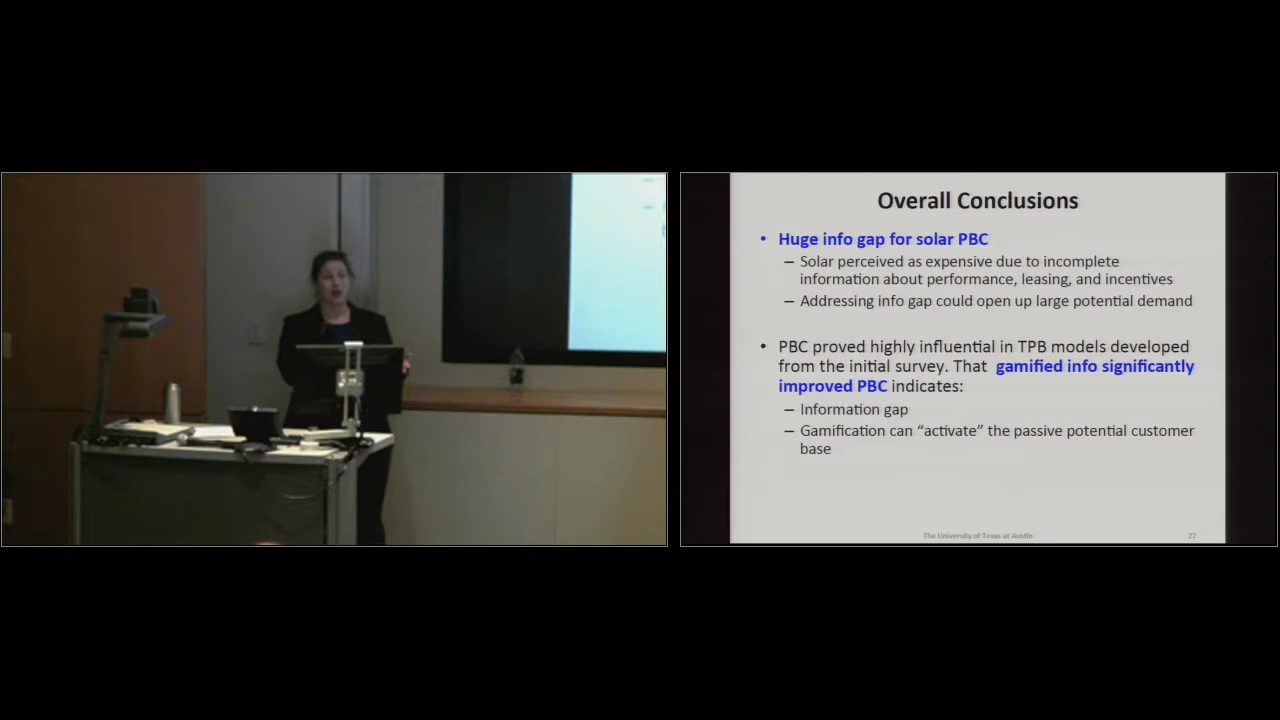 Overall Conclusions
• Huge info gap for solar PBC
– Solar perceived as expensive due to incomplete
information about performance, leasing, and incentives
– Addressing info gap could open up large potential demand
• PBC proved highly influential in TPB models developed
from the initial survey. That gamified info significantly
improved PBC indicates:
– Information gap
– Gamification can “activate” the passive potential customer
base
The University of Texas at Austin
27